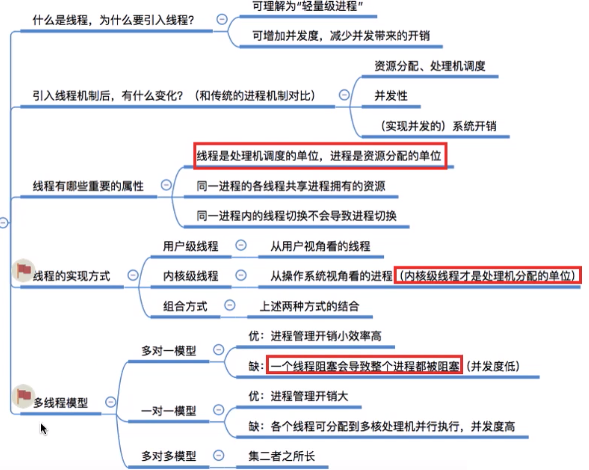 可理解为“轻量级进程”
什么是线程，为什么要引入线程？
可增加并发度，减少并发带来的开销
资源分配、处理机调度
引入线程机制后，有什么变化？（和传统的进程机制对比）
并发性
（实现并发的）系统开销
线程是处理机调度的单位，进程是资源分配的单位
线程有哪些重要的属性
同一进程的各线程共享进程拥有的资源
同一进程内的线程切换不会导致进程切换
用户级线程
从用户视角看的线程
线程的实现方式
内核级线程
从操作系统视角看的进程（内核级线程才是处理机分配的单位）
组合方式
上述两种方式的结合
优：进程管理开销小效率高
多对一模型
缺：一个线程阻塞会导致整个进程都被阻塞（并发度低）
多线程模型
优：进程管理开销大
一对一模型
缺：各个线程可分配到多核处理机并行执行，并发度高
多对多模型
集二者之所长